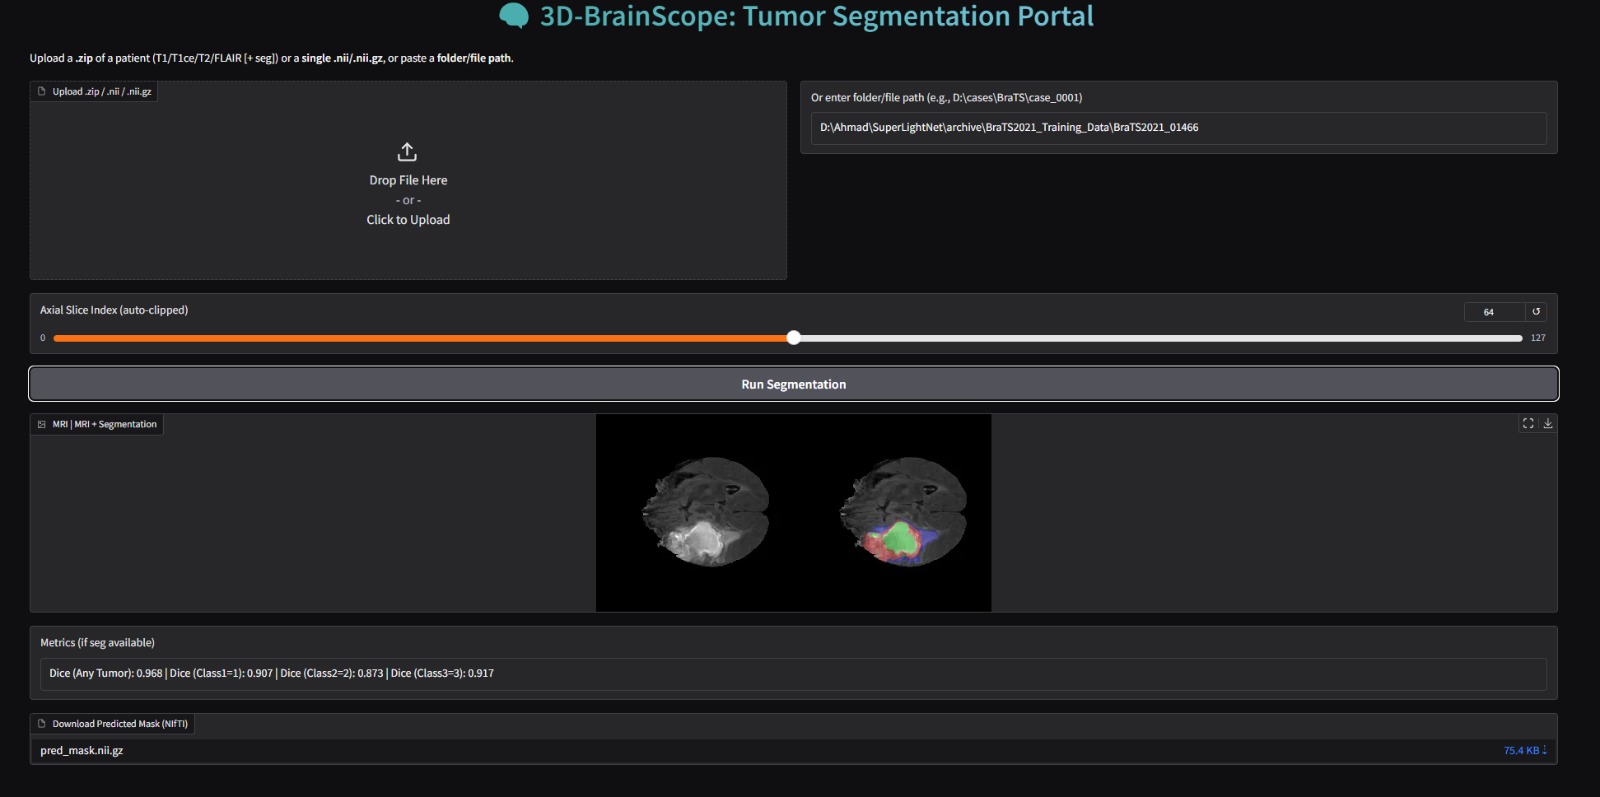 3D-BrainScope: Tumor Segmentation Portal
Upload a .zip of a patient (T1/T1ce/T2/FLAIR [+ seg]) or a single .nii/.nii.gz, or paste a folder/file path.
Upload .zip / .nii / .nii.gz
Drop File Here
- or -
Click to Upload
Or enter folder/file path (e.g., D:\cases\BraTS\case_0001)
D:\Ahmad\SuperLightNet\archive\BraTS2021_Training_Data\BraTS2021_01466
Axial Slice Index (auto-clipped)
64
0
127
Run Segmentation
MRI | MRI + Segmentation
Metrics (if seg available)
Dice (Any Tumor): 0.968 | Dice (Class1=1): 0.907 | Dice (Class2=2): 0.873 | Dice (Class3=3): 0.917
Download Predicted Mask (NIfTI)
pred_mask.nii.gz
75.4 KB ⇣